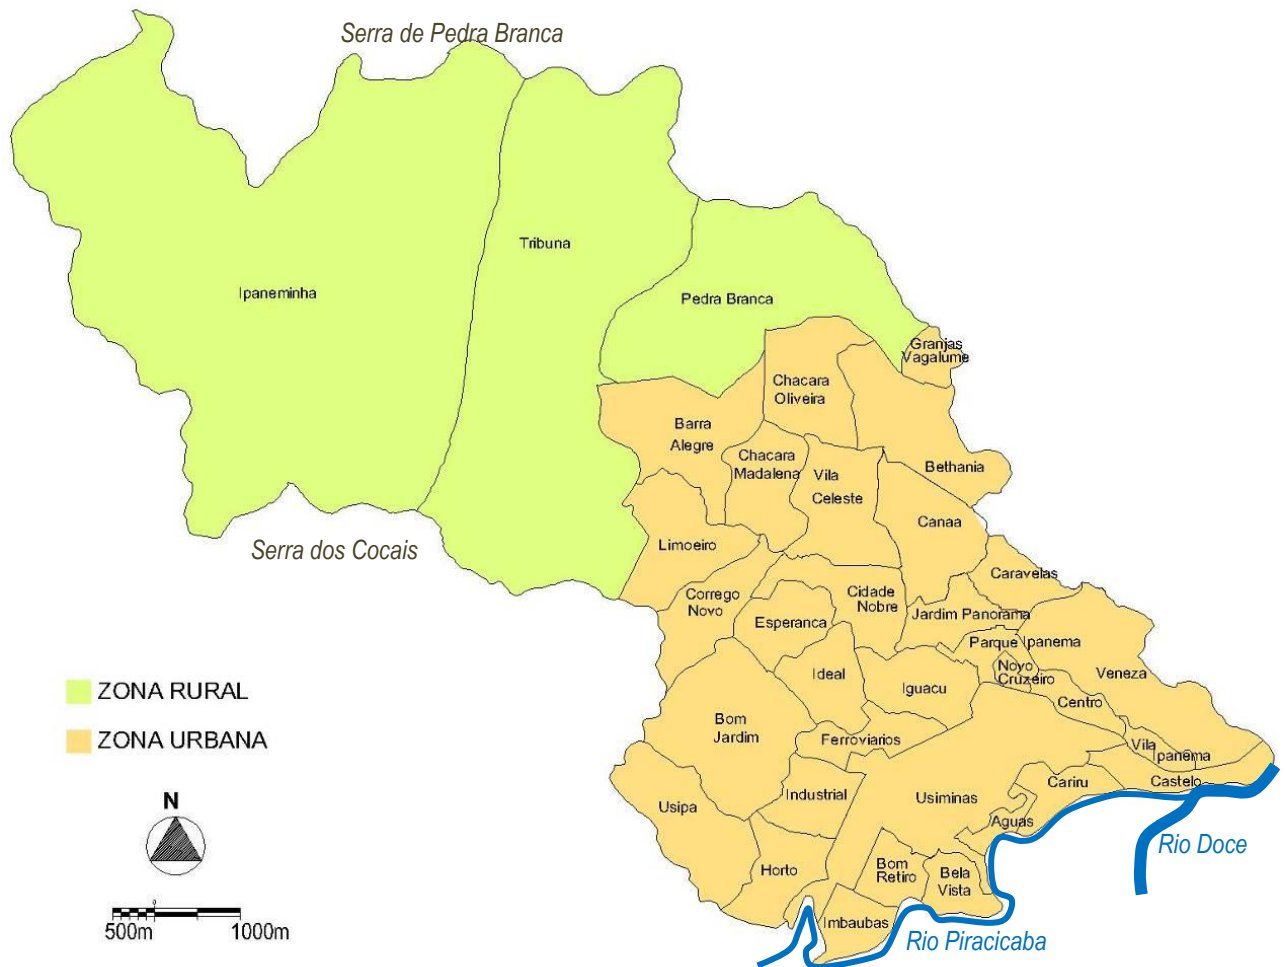 Serra de Pedra Branca
Tribuna
Ipaneminha
Pedra Branca
Granjas
Vagalume
Chacara
Oliveira
Barra
Alegre
Chacara
Madalena
Vila
Celeste
Bethania
Canaa
Serra dos Cocais
Limoeiro
Caravelas
Corrego
Novo
Cidade
Nobre
Esperanca
Jardim Panorama
Parque Ipanema
Novo
Cruzeiro
Veneza
Ideal
Iguacu
Centro
ZONA RURAL
ZONA URBANA
Bom
Jardim
Ferroviarios
Vila
Ipanema
Castelo
Cariru
Usiminas
Industrial
Usipa
Aguas
N
Rio Doce
Horto
Bom
Retiro
Bela
Vista
Imbaubas
Rio Piracicaba
0
500m
1000m